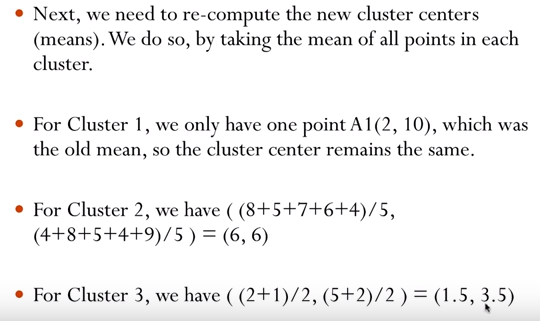 • Next, we need to re-compute the new cluster centers
(means). We do so, by taking the mean of all points in each
cluster.
• For Cluster 1, we only have one point A1(2, 10), which was
the old mean, so the cluster center remains the same.
• For Cluster 2, we have ( (8+5+7+6+4)/5,
(4+8+5+4+9)/5 ) = (6, 6)
• For Cluster 3, we have ( (2+1)/2, (5+2)/2 ) = (1.5, 3.5)